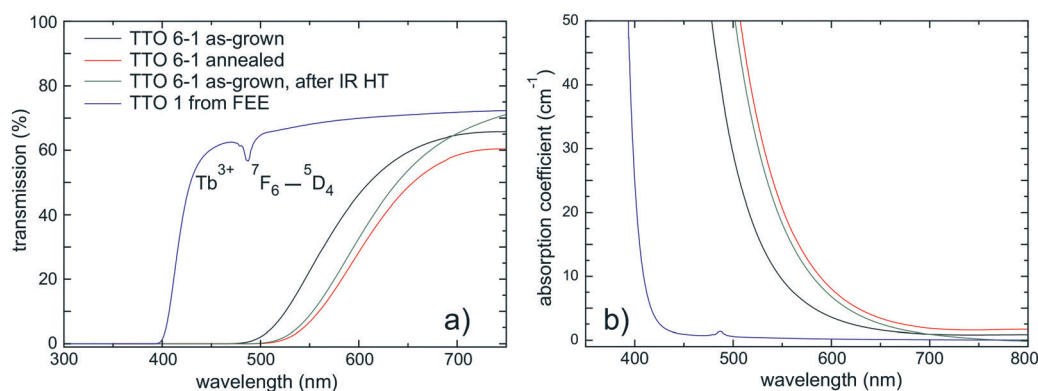 100
80
60
40
20
0
transmission (%)
TTO 6-1 as-grown
TTO 6-1 annealed
TTO 6-1 as-grown, after IR HT
TTO 1 from FEE
Tb³⁺ ⁷F₆ — ⁵D₄
a)
300 400 500 600 700
wavelength (nm)
50
40
30
20
10
0
absorption coefficient (cm⁻¹)
b)
400 500 600 700 800
wavelength (nm)